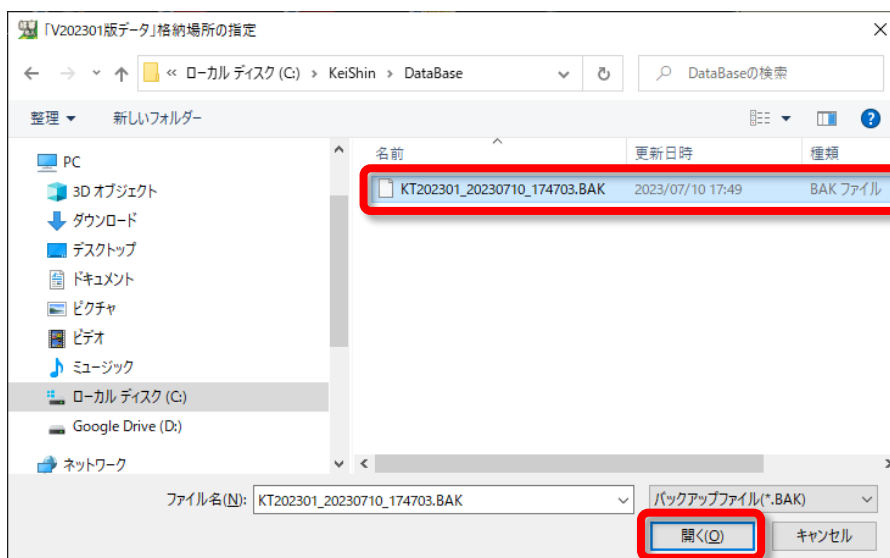 「V202301版データ」格納場所の指定
« ローカル ディスク (C:) › KeiShin › DataBase
DataBaseの検索
整理 新しいフォルダー
名前 更新日時 種類
KT202301_20230710_174703.BAK 2023/07/10 17:49 BAK ファイル
PC
3D オブジェクト
ダウンロード
デスクトップ
ドキュメント
ピクチャ
ビデオ
ミュージック
ローカル ディスク (C:)
Google Drive (D:)
ネットワーク
ファイル名(N): KT202301_20230710_174703.BAK バックアップファイル(*.BAK)
開く(O) キャンセル